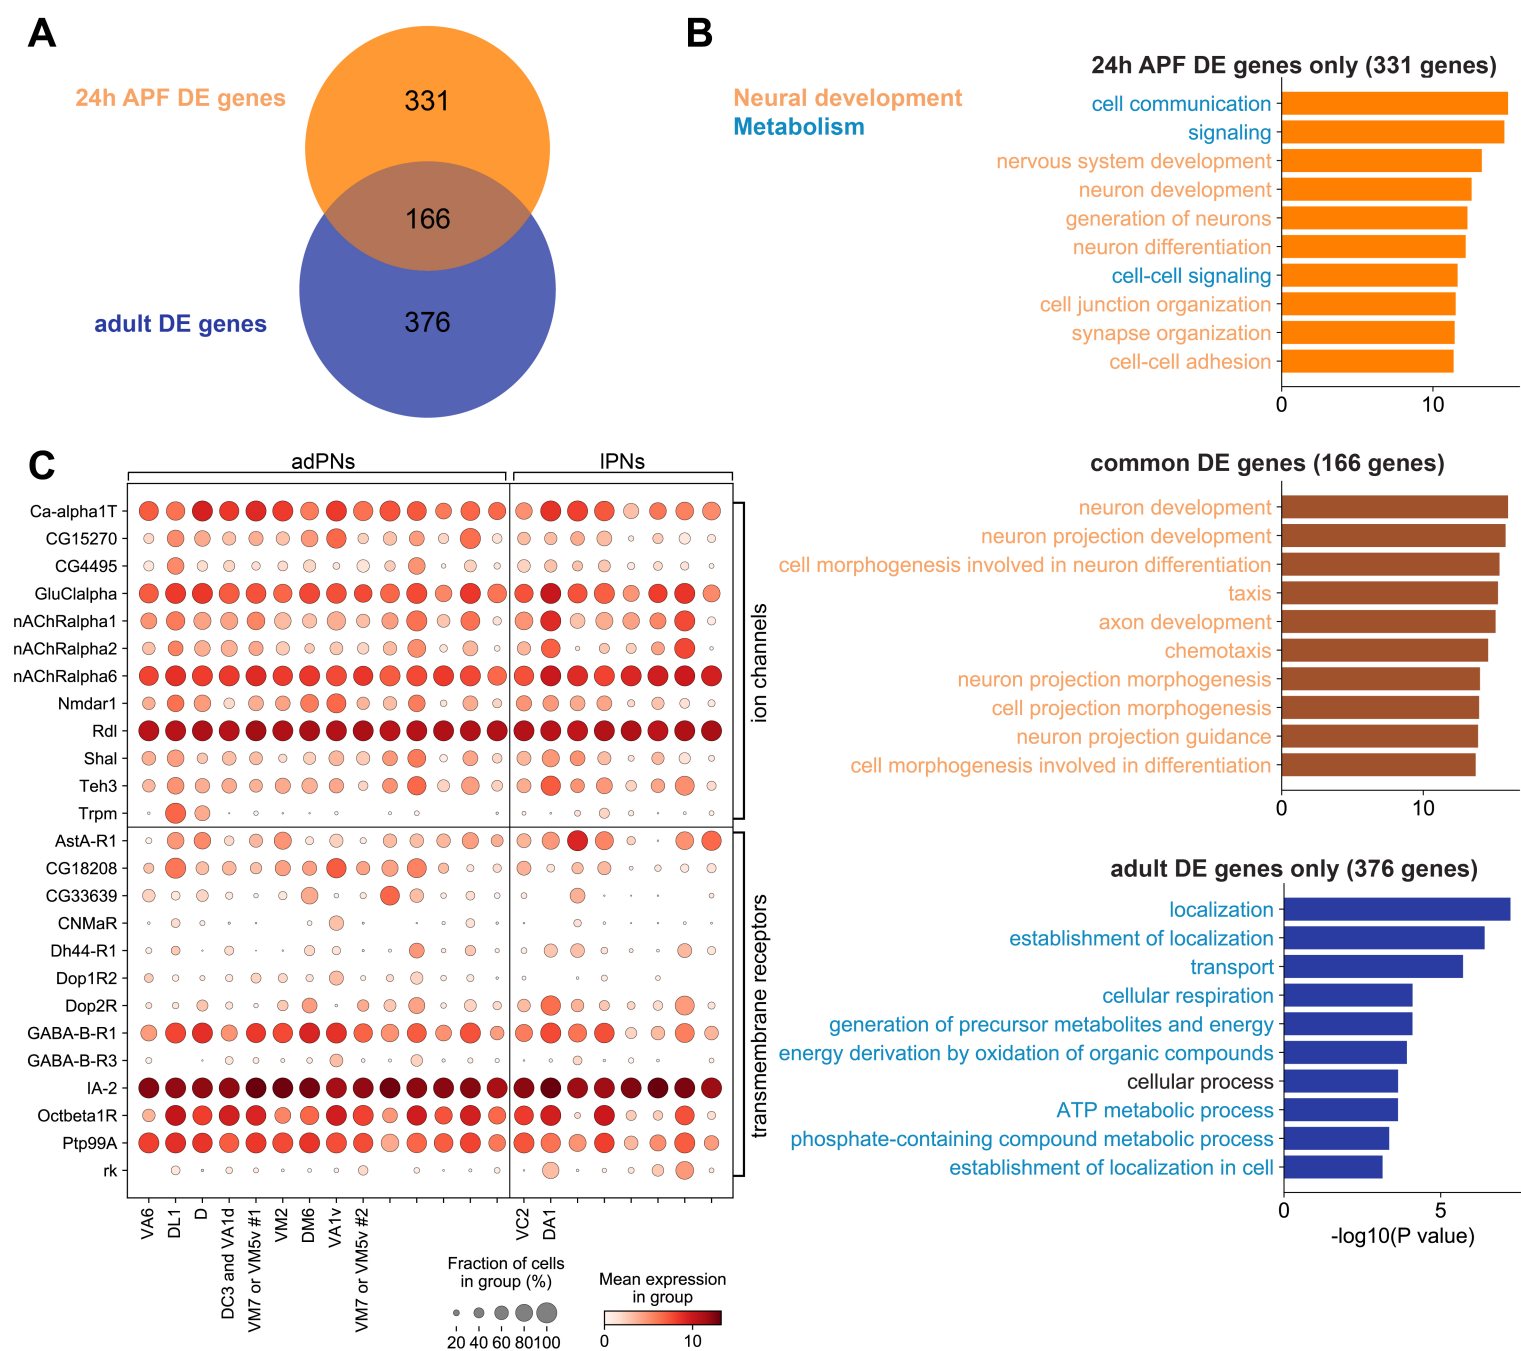 A
24h APF DE genes
331
166
adult DE genes
376
B
Neural development
Metabolism
24h APF DE genes only (331 genes)
cell communication
signaling
nervous system development
neuron development
generation of neurons
neuron differentiation
cell-cell signaling
cell junction organization
synapse organization
cell-cell adhesion
0 10
common DE genes (166 genes)
neuron development
neuron projection development
cell morphogenesis involved in neuron differentiation
taxis
axon development
chemotaxis
neuron projection morphogenesis
cell projection morphogenesis
neuron projection guidance
cell morphogenesis involved in differentiation
0 10
adult DE genes only (376 genes)
localization
establishment of localization
transport
cellular respiration
generation of precursor metabolites and energy
energy derivation by oxidation of organic compounds
cellular process
ATP metabolic process
phosphate-containing compound metabolic process
establishment of localization in cell
0 5
-log10(P value)
C
adPNs lPNs
Ca-alpha1T
CG15270
CG4495
GluClalpha
nAChRalpha1
nAChRalpha2
nAChRalpha6
Nmdar1
Rdl
Shal
Teh3
Trpm
AstA-R1
CG18208
CG33639
CNMaR
Dh44-R1
Dop1R2
Dop2R
GABA-B-R1
GABA-B-R3
IA-2
Octbeta1R
Ptp99A
rk
ion channels
transmembrane receptors
VA6
DL1
D
DC3 and VA1d
VM7 or VM5v #1
VM2
DM6
VA1v
VM7 or VM5v #2
VC2
DA1
Fraction of cells
in group (%)
20 40 60 80 100
Mean expression
in group
0 10